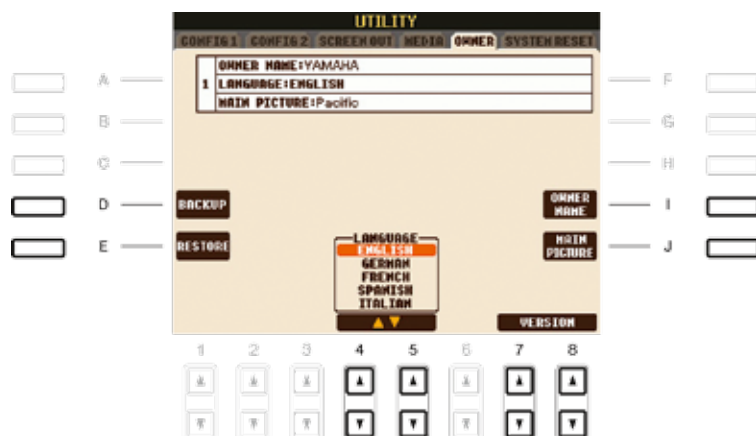 UTILITY
CONFIG 1 CONFIG 2 SCREEN OUT MEDIA OWNER SYSTEM RESET
OWNER NAME:YAMAHA
1 LANGUAGE:ENGLISH
MAIN PICTURE:Pacific
A
F
B
G
C
H
D
BACKUP
OWNER NAME
I
E
RESTORE
LANGUAGE
ENGLISH
GERMAN
FRENCH
SPANISH
ITALIAN
MAIN PICTURE
J
VERSION
1 2 3 4 5 6 7 8